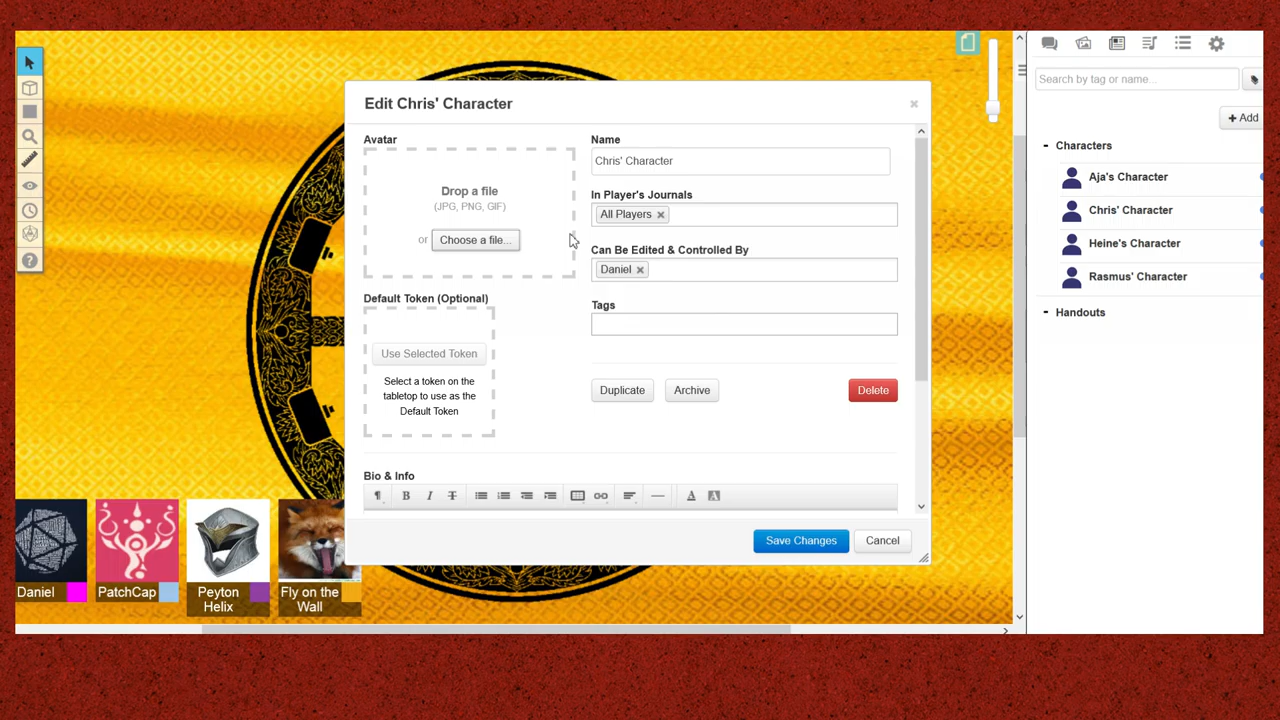 Edit Chris' Character
Avatar
Drop a file
(JPG, PNG, GIF)
or Choose a file...
Default Token (Optional)
Use Selected Token
Select a token on the
tabletop to use as the
Default Token
Name
Chris' Character
In Player's Journals
All Players
Can Be Edited & Controlled By
Daniel
Tags
Duplicate Archive Delete
Bio & Info
Save Changes Cancel
Daniel
PatchCap
Peyton
Helix
Fly on the
Wall
Search by tag or name...
+ Add
Characters
Aja's Character
Chris' Character
Heine's Character
Rasmus' Character
Handouts